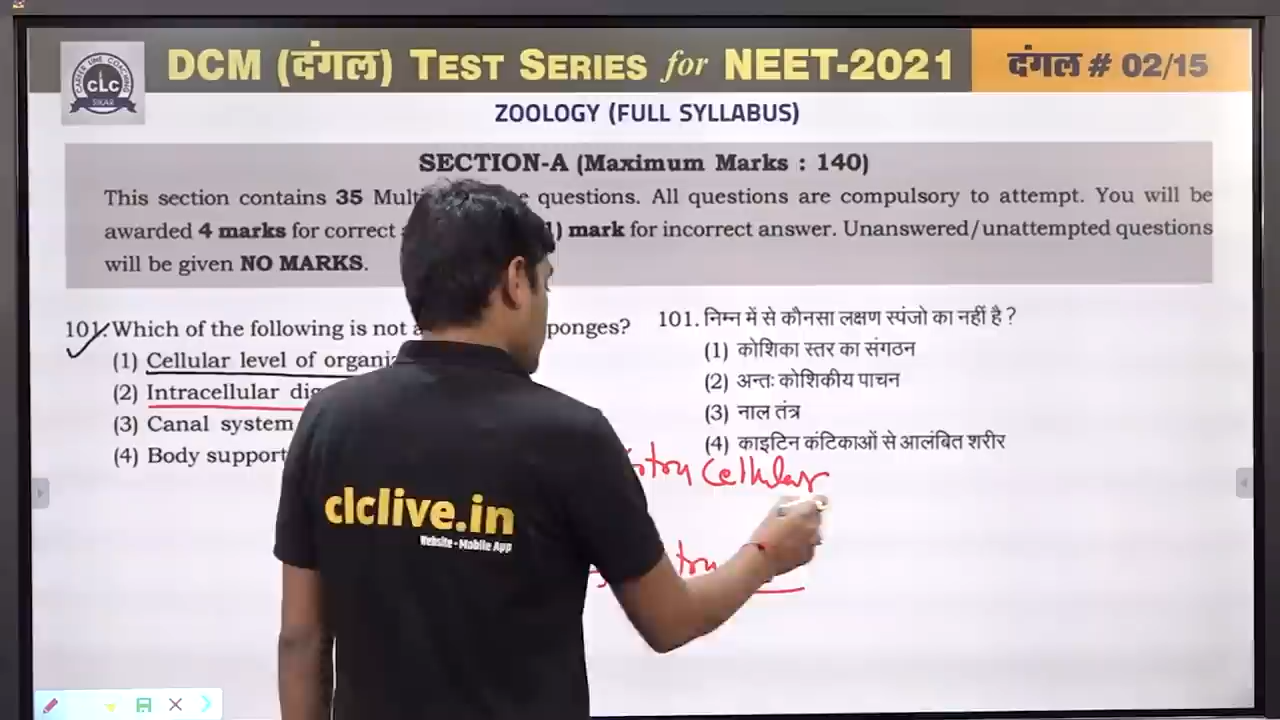 CAREER LINE COACHING
CLC
SIKAR
DCM (दंगल) TEST SERIES for NEET-2021
दंगल # 02/15
ZOOLOGY (FULL SYLLABUS)
SECTION-A (Maximum Marks : 140)
This section contains 35 questions. All questions are compulsory to attempt. You will be
awarded 4 marks for correct mark for incorrect answer. Unanswered/unattempted questions
will be given NO MARKS.
101. Which of the following is not
(1) Cellular level of
(2) Intracellular
(3) Canal system
(4) Body
101. निम्न में से कौनसा लक्षण स्पंजो का नहीं है ?
(1) कोशिका स्तर का संगठन
(2) अन्तः कोशिकीय पाचन
(3) नाल तंत्र
(4) काइटिन कंटिकाओं से आलंबित शरीर
Cellular
clclive.in
Website - Mobile App